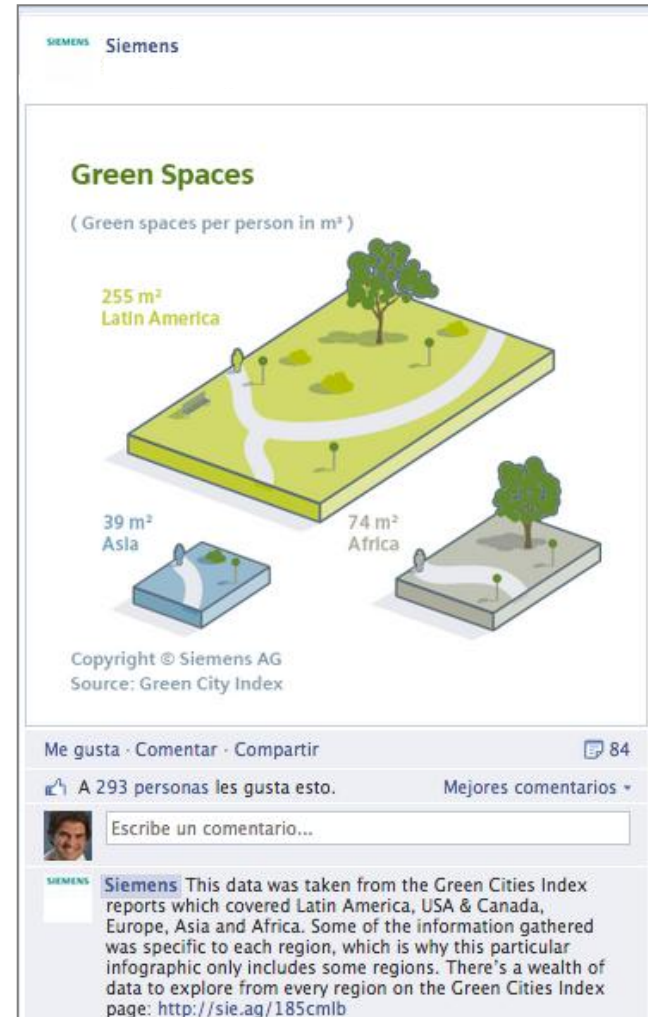 SIEMENS Siemens
Green Spaces
( Green spaces per person in m² )
255 m²
Latin America
39 m²
Asia
74 m²
Africa
Copyright © Siemens AG
Source: Green City Index
Me gusta · Comentar · Compartir 84
A 293 personas les gusta esto. Mejores comentarios
Escribe un comentario...
SIEMENS Siemens This data was taken from the Green Cities Index
reports which covered Latin America, USA & Canada,
Europe, Asia and Africa. Some of the information gathered
was specific to each region, which is why this particular
infographic only includes some regions. There's a wealth of
data to explore from every region on the Green Cities Index
page: http://sie.ag/185cmlb